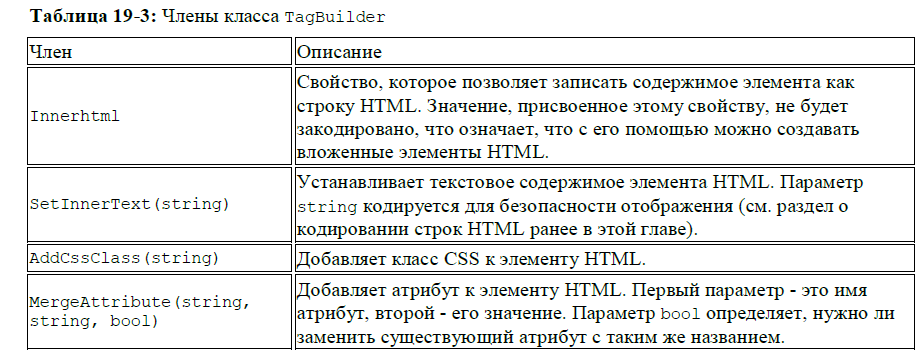 Таблица 19-3: Члены класса TagBuilder
Член
Описание
Innerhtml
Свойство, которое позволяет записать содержимое элемента как
строку HTML. Значение, присвоенное этому свойству, не будет
закодировано, что означает, что с его помощью можно создавать
вложенные элементы HTML.
SetInnerText(string)
Устанавливает текстовое содержимое элемента HTML. Параметр
string кодируется для безопасности отображения (см. раздел о
кодировании строк HTML ранее в этой главе).
AddCssClass(string)
Добавляет класс CSS к элементу HTML.
MergeAttribute(string,
string, bool)
Добавляет атрибут к элементу HTML. Первый параметр - это имя
атрибут, второй - его значение. Параметр bool определяет, нужно ли
заменить существующий атрибут с таким же названием.